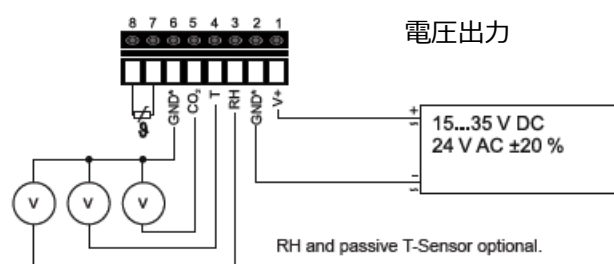 電圧出力
8 7 6 5 4 3 2 1
GND* CO₂ T RH GND* V+
ϑ
+
15...35 V DC
24 V AC ±20 %
-
V V V
RH and passive T-Sensor optional.